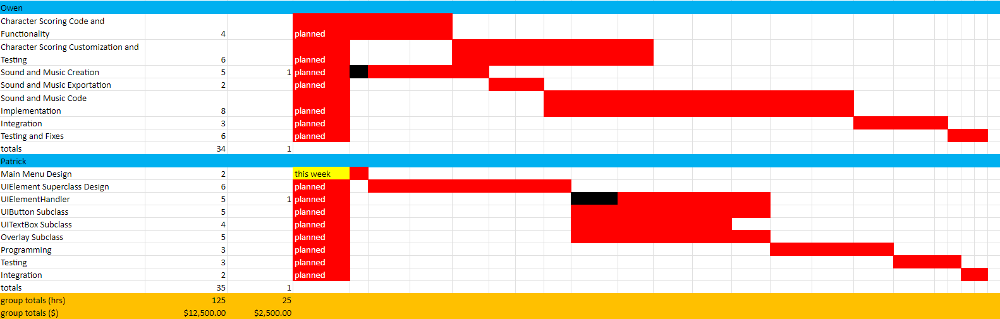 Owen
Character Scoring Code and
Functionality 4 planned
Character Scoring Customization and
Testing 6 planned
Sound and Music Creation 5 1 planned
Sound and Music Exportation 2 planned
Sound and Music Code
Implementation 8 planned
Integration 3 planned
Testing and Fixes 6 planned
totals 34 1
Patrick
Main Menu Design 2 this week
UIElement Superclass Design 6 planned
UIElementHandler 5 1 planned
UIButton Subclass 5 planned
UITextBox Subclass 4 planned
Overlay Subclass 5 planned
Programming 3 planned
Testing 3 planned
Integration 2 planned
totals 35 1
group totals (hrs) 125 25
group totals ($) $12,500.00 $2,500.00